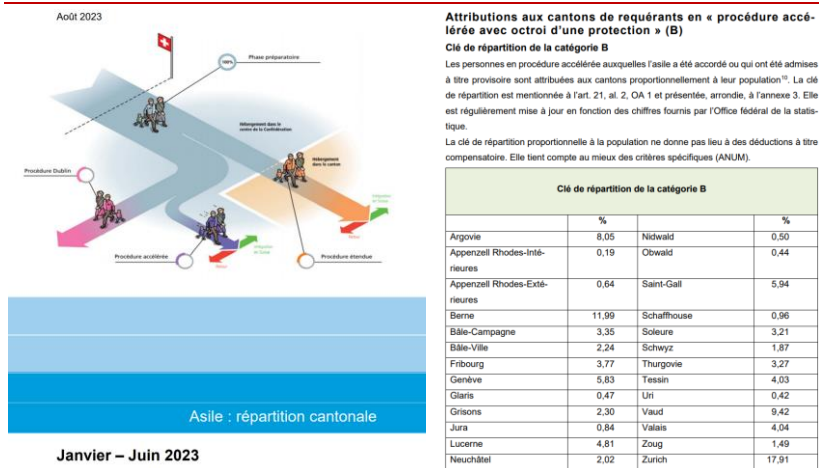 Août 2023
Phase préparatoire
100%
Hébergement dans le
centre de la Confédération
Hébergement
dans le canton
Procédure Dublin
Procédure accélérée
Procédure étendue
Asile : répartition cantonale
Janvier – Juin 2023
Attributions aux cantons de requérants en « procédure accé-
lérée avec octroi d’une protection » (B)
Clé de répartition de la catégorie B
Les personnes en procédure accélérée auxquelles l’asile a été accordé ou qui ont été admises
à titre provisoire sont attribuées aux cantons proportionnellement à leur population¹⁰. La clé
de répartition est mentionnée à l’art. 21, al. 2, OA 1 et présentée, arrondie, à l’annexe 3. Elle
est régulièrement mise à jour en fonction des chiffres fournis par l’Office fédéral de la statis-
tique.
La clé de répartition proportionnelle à la population ne donne pas lieu à des déductions à titre
compensatoire. Elle tient compte au mieux des critères spécifiques (ANUM).
Clé de répartition de la catégorie B
% %
Argovie 8,05 Nidwald 0,50
Appenzell Rhodes-Inté- 0,19 Obwald 0,44
rieures
Appenzell Rhodes-Exté- 0,64 Saint-Gall 5,94
rieures
Berne 11,99 Schaffhouse 0,96
Bâle-Campagne 3,35 Soleure 3,21
Bâle-Ville 2,24 Schwyz 1,87
Fribourg 3,77 Thurgovie 3,27
Genève 5,83 Tessin 4,03
Glaris 0,47 Uri 0,42
Grisons 2,30 Vaud 9,42
Jura 0,84 Valais 4,04
Lucerne 4,81 Zoug 1,49
Neuchâtel 2,02 Zurich 17,91